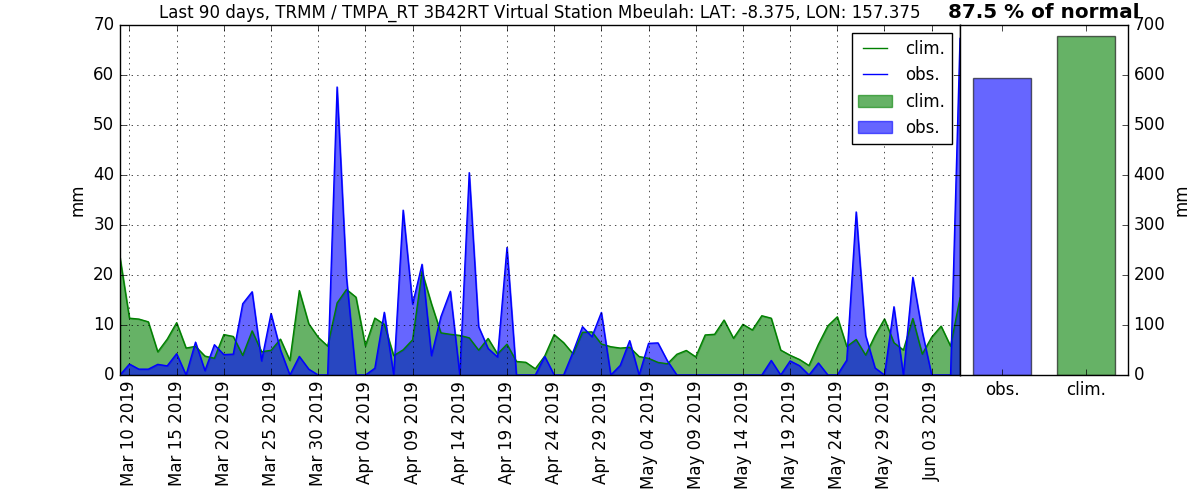 Last 90 days, TRMM / TMPA_RT 3B42RT Virtual Station Mbeulah: LAT: -8.375, LON: 157.375
87.5 % of normal
70
60
50
40
30
20
10
0
mm
clim.
obs.
clim.
obs.
700
600
500
400
300
200
100
0
mm
Mar 10 2019
Mar 15 2019
Mar 20 2019
Mar 25 2019
Mar 30 2019
Apr 04 2019
Apr 09 2019
Apr 14 2019
Apr 19 2019
Apr 24 2019
Apr 29 2019
May 04 2019
May 09 2019
May 14 2019
May 19 2019
May 24 2019
May 29 2019
Jun 03 2019
obs.
clim.